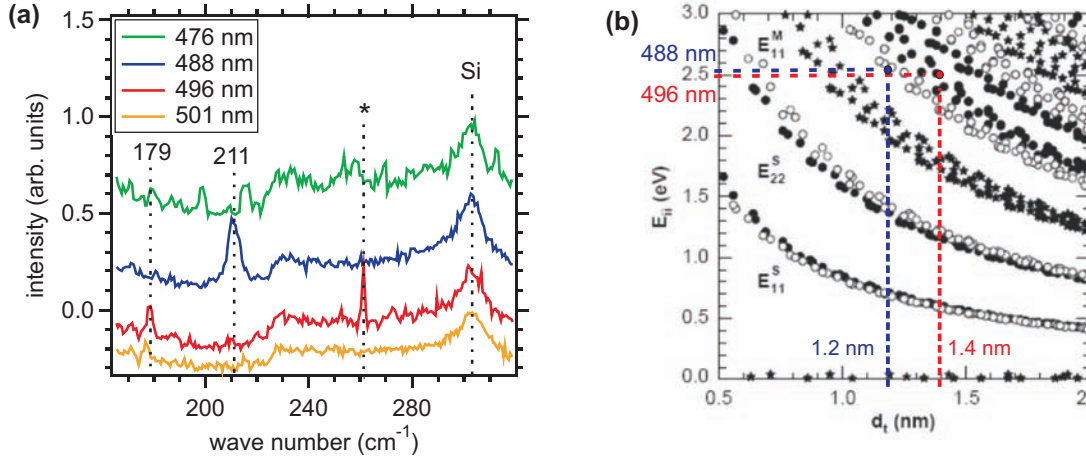 (a)
476 nm
488 nm
496 nm
501 nm
Si
*
179
211
1.5
1.0
0.5
0.0
intensity (arb. units)
200
240
280
wave number (cm⁻¹)
(b)
488 nm
496 nm
3.0
2.5
2.0
1.5
1.0
0.5
0.0
E_ii (eV)
E₁₁ᴹ
E₂₂ˢ
E₁₁ˢ
1.2 nm
1.4 nm
0.5
1.0
1.5
2
d_t (nm)